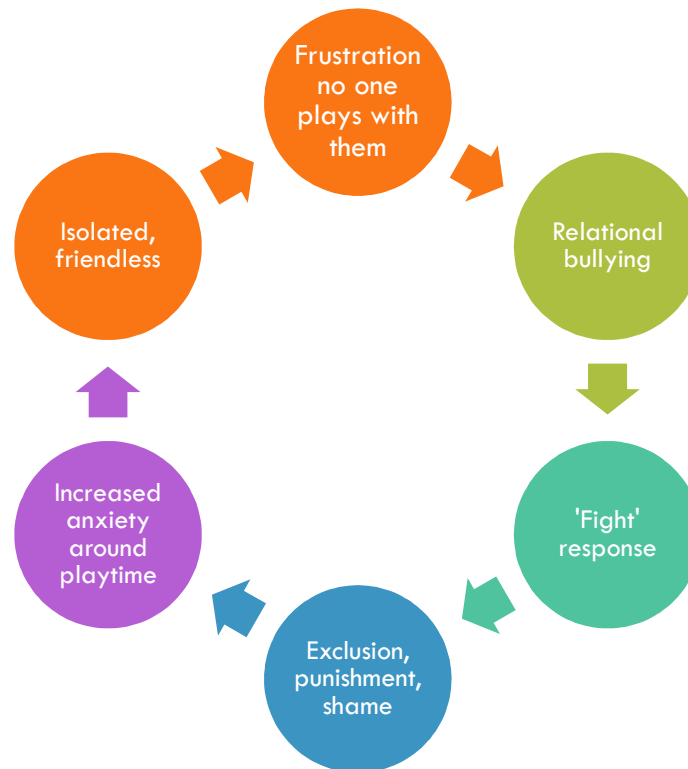 Frustration
no one
plays with
them
Relational
bullying
'Fight'
response
Exclusion,
punishment,
shame
Increased
anxiety
around
playtime
Isolated,
friendless